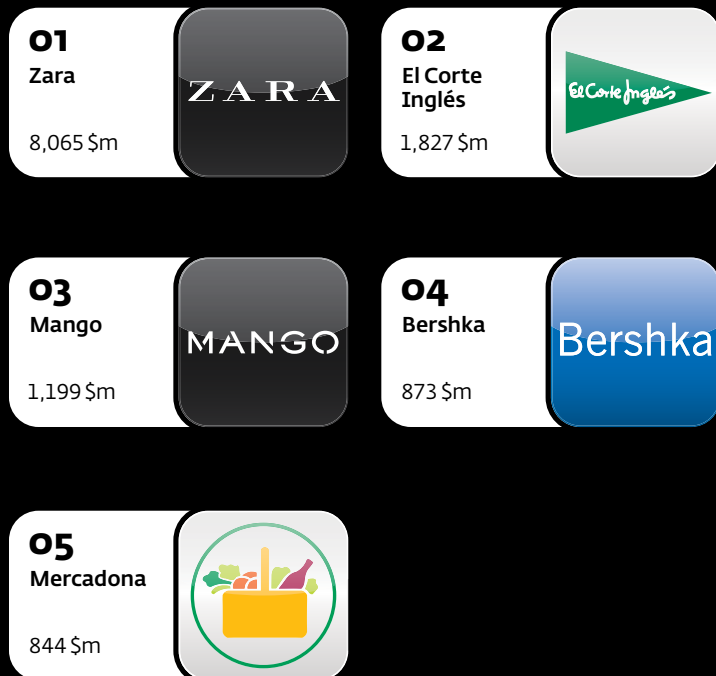 01
Zara
8,065 $m
ZARA
02
El Corte
Inglés
1,827 $m
El Corte Inglés
03
Mango
1,199 $m
MANGO
04
Bershka
873 $m
Bershka
05
Mercadona
844 $m